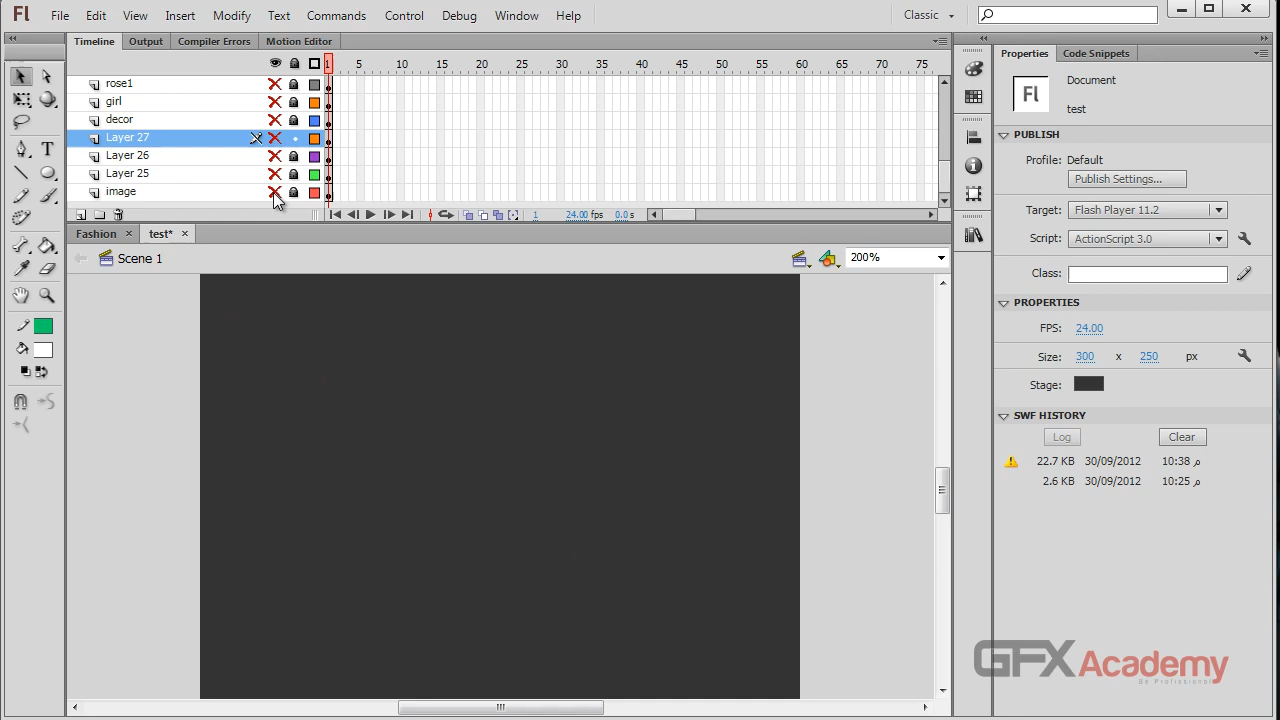 Fl File Edit View Insert Modify Text Commands Control Debug Window Help Classic
Timeline Output Compiler Errors Motion Editor
1 5 10 15 20 25 30 35 40 45 50 55 60 65 70 75
rose1
girl
decor
Layer 27
Layer 26
Layer 25
image
1 24.00 fps 0.0 s
Fashion × test* ×
Scene 1 200%
Properties Code Snippets
Document
Fl
test
PUBLISH
Profile: Default
Publish Settings...
Target: Flash Player 11.2
Script: ActionScript 3.0
Class:
PROPERTIES
FPS: 24.00
Size: 300 x 250 px
Stage:
SWF HISTORY
Log Clear
22.7 KB 30/09/2012 10:38 م
2.6 KB 30/09/2012 10:25 م
GFX Academy
Be Professional